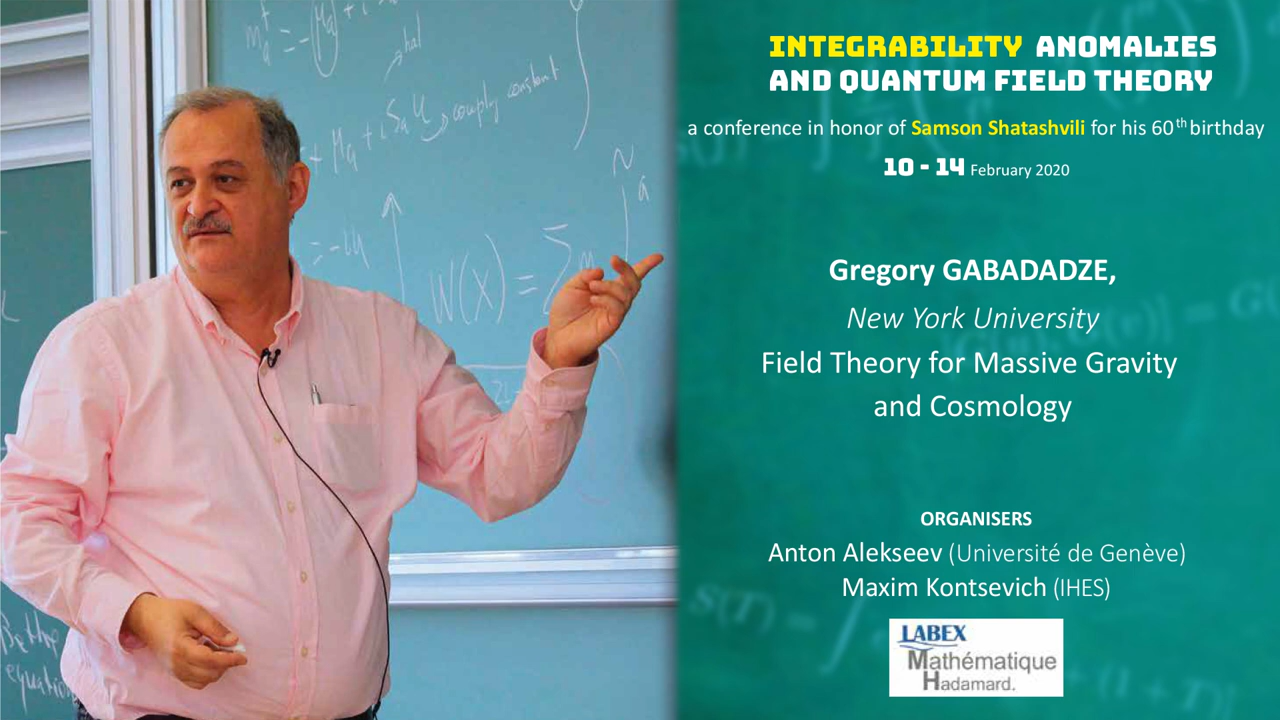 INTEGRABILITY ANOMALIES
AND QUANTUM FIELD THEORY
a conference in honor of Samson Shatashvili for his 60th birthday
10 - 14 February 2020
Gregory GABADADZE,
New York University
Field Theory for Massive Gravity
and Cosmology
ORGANISERS
Anton Alekseev (Université de Genève)
Maxim Kontsevich (IHES)
LABEX
Mathématique
Hadamard.
coupling constant
W(X) = Σ
Bethe
equation